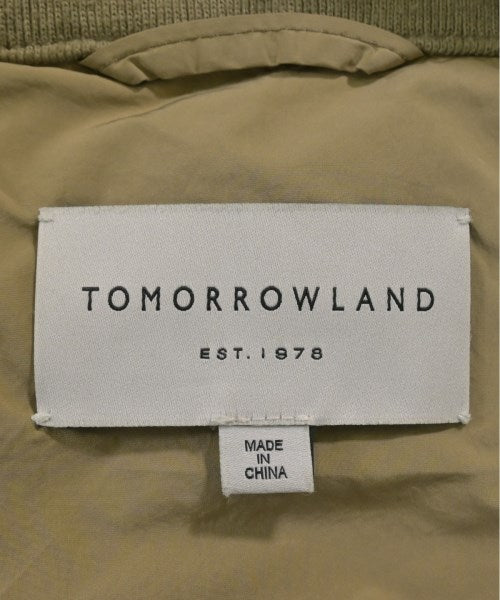 TOMORROWLAND
EST. 1978
MADE
IN
CHINA